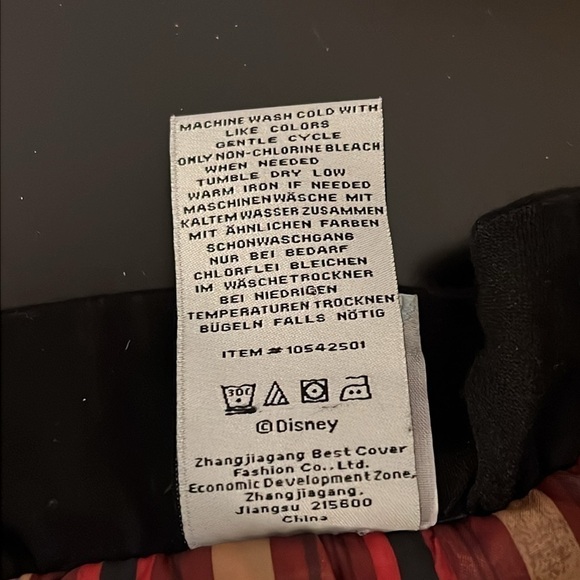 MACHINE WASH COLD WITH
LIKE COLORS
GENTLE CYCLE
ONLY NON-CHLORINE BLEACH
WHEN NEEDED
TUMBLE DRY LOW
WARM IRON IF NEEDED
MASCHINENWÄSCHE MIT
KALTEM WASSER ZUSAMMEN
MIT ÄHNLICHEN FARBEN
SCHONWASCHGANG
NUR BEI BEDARF
CHLORFLEI BLEICHEN
IM WÄSCHETROCKNER
BEI NIEDRIGEN
TEMPERATUREN TROCKNEN
BÜGELN FALLS NÖTIG
ITEM # 10542501
30C
©Disney
Zhangjiagang Best Cover
Fashion Co., Ltd.
Economic Development Zone,
Zhangjiagang,
Jiangsu 215600
China